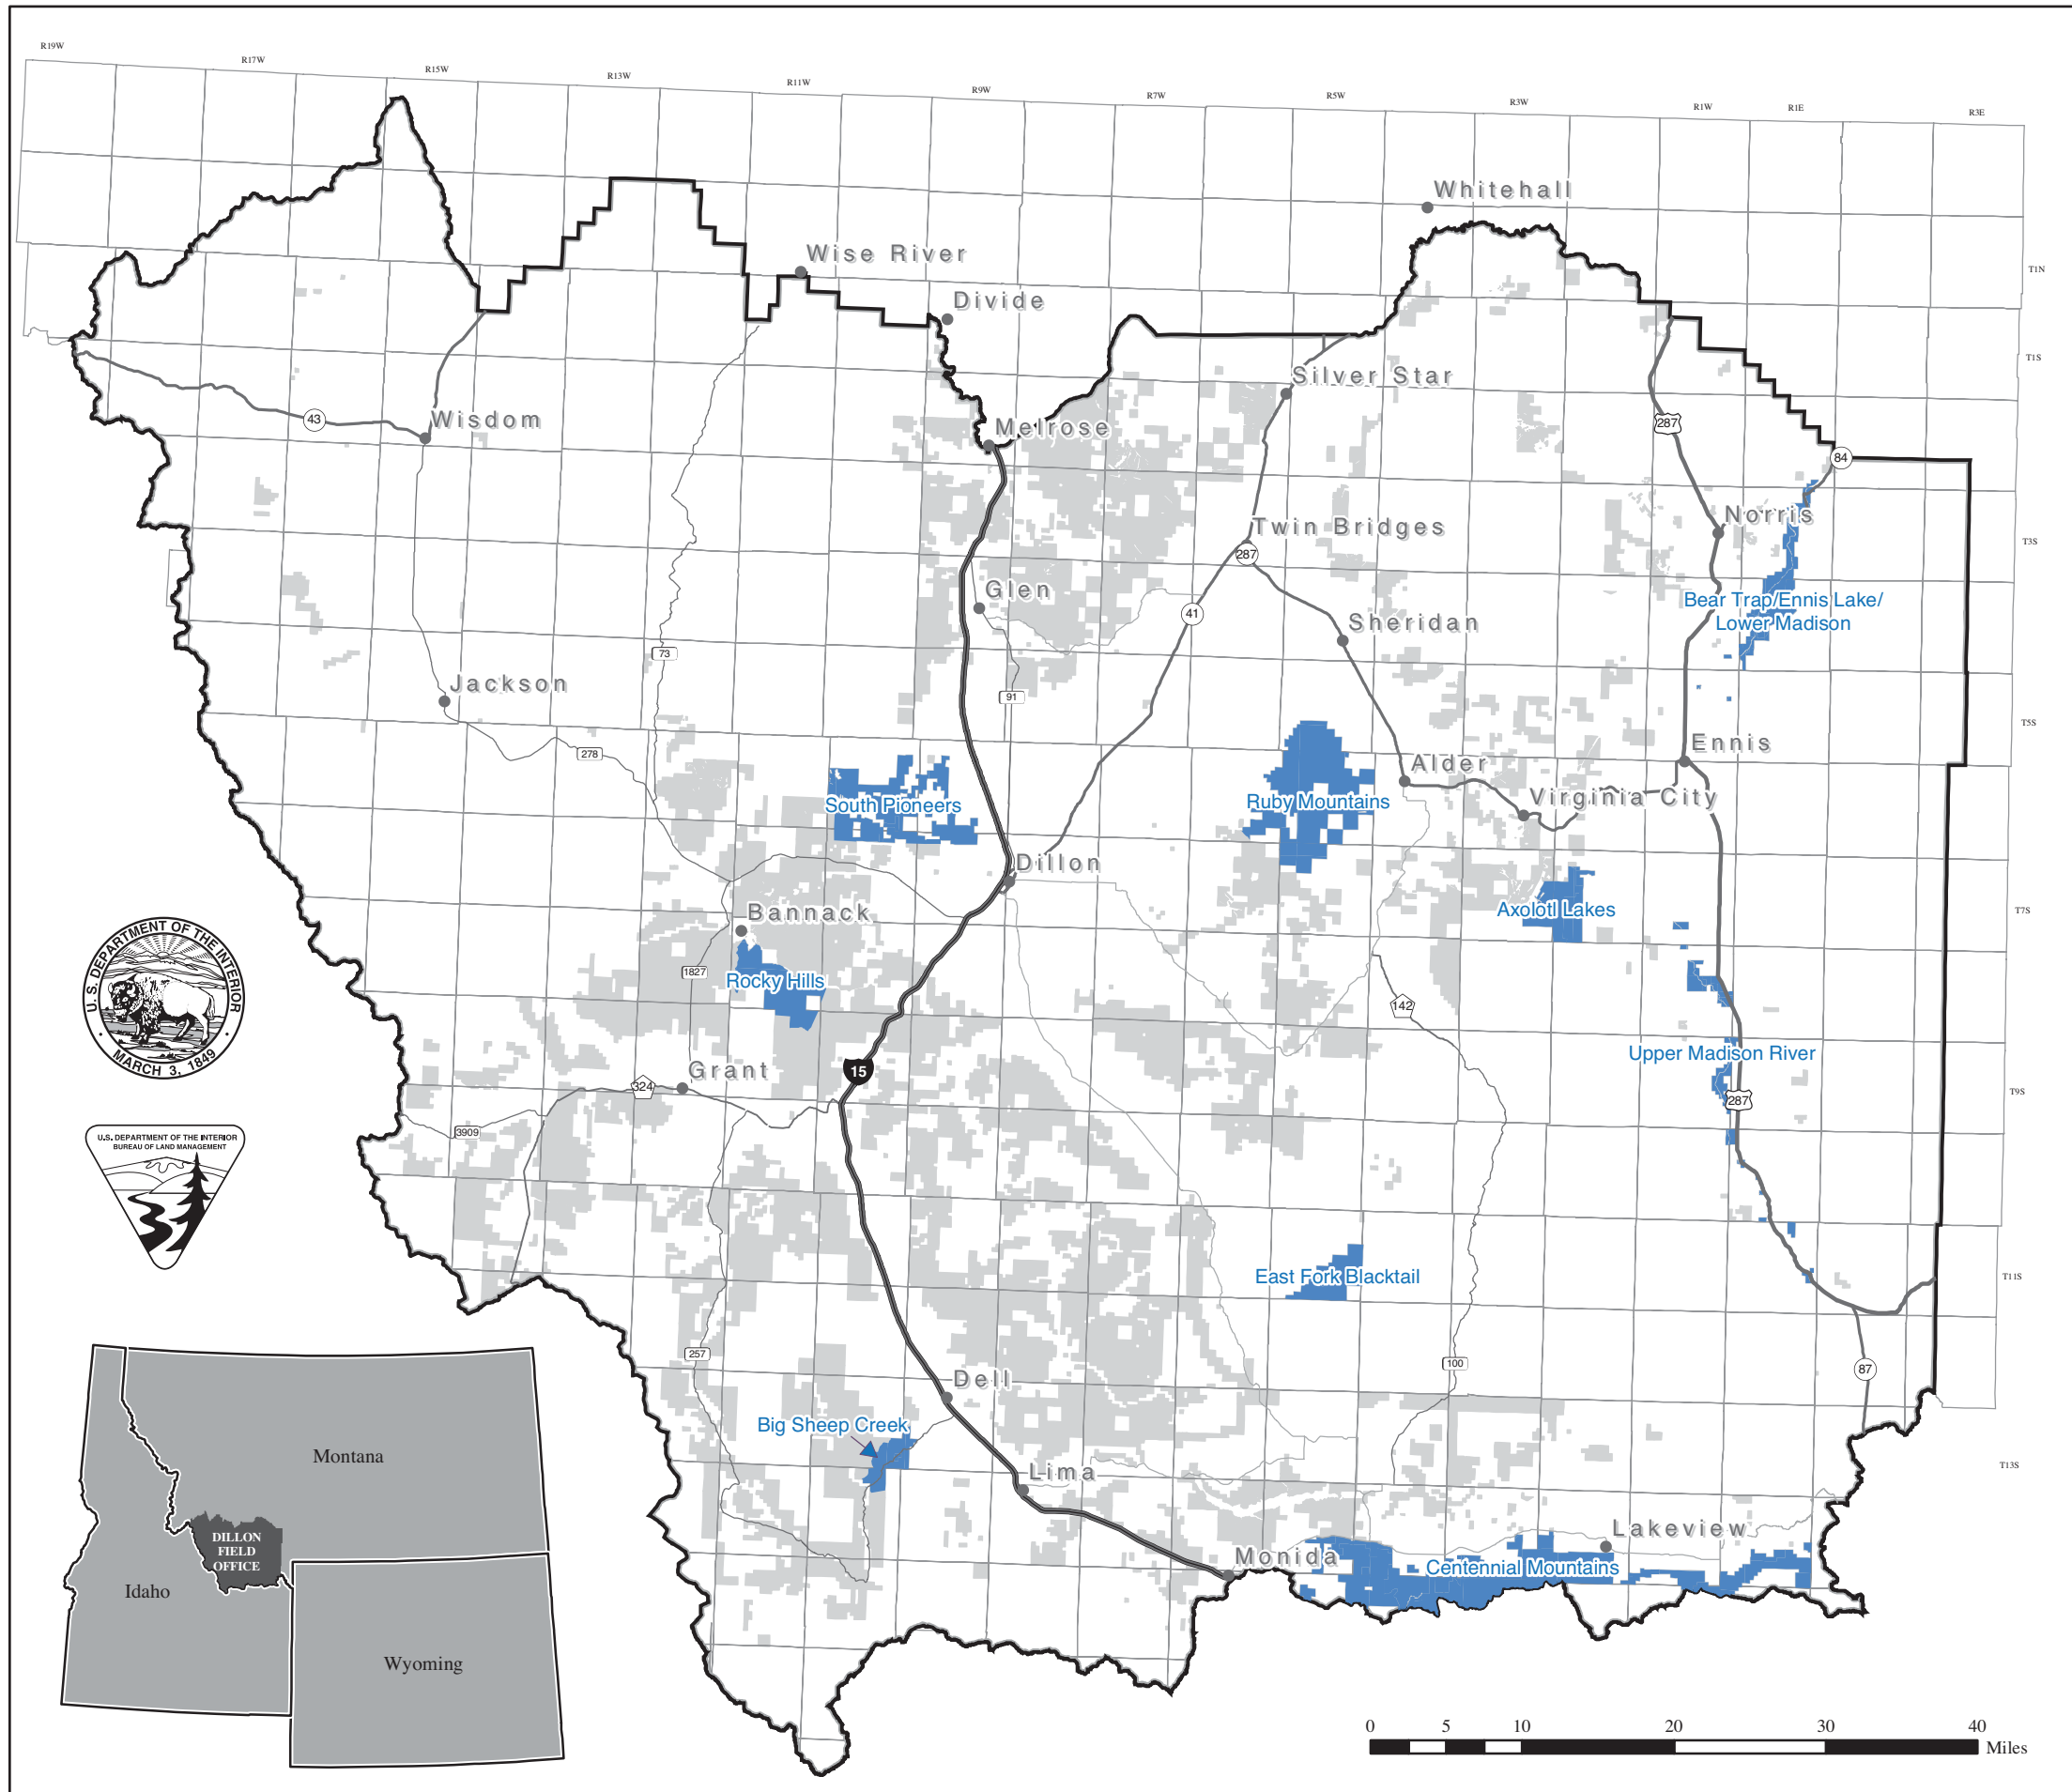 R19W
R17W
R15W
R13W
R11W
R9W
R7W
R5W
R3W
R1W
R1E
R3E
Whitehall
Wise River
T1N
Divide
T1S
Silver Star
43
Wisdom
Melrose
287
84
Norris
Twin Bridges
T3S
287
Glen
Bear Trap/Ennis Lake/
Lower Madison
41
Sheridan
73
Jackson
91
T5S
278
Ennis
Alder
South Pioneers
Ruby Mountains
Virginia City
Dillon
Bannack
Axolotl Lakes
T7S
1827
Rocky Hills
142
U.S. DEPARTMENT OF THE INTERIOR
MARCH 3, 1849
Upper Madison River
Grant
15
324
T9S
287
3909
U.S. DEPARTMENT OF THE INTERIOR
BUREAU OF LAND MANAGEMENT
East Fork Blacktail
T11S
257
100
87
Dell
Big Sheep Creek
Montana
Lima
T13S
Lakeview
DILLON
FIELD
OFFICE
Monida
Centennial Mountains
Idaho
Wyoming
0 5 10 20 30 40
Miles